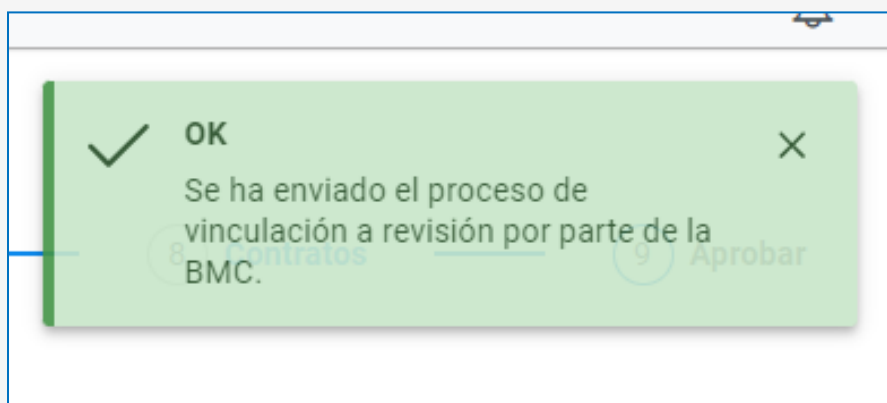 OK
Se ha enviado el proceso de
vinculación a revisión por parte de la
BMC.
8 Contratos
9 Aprobar